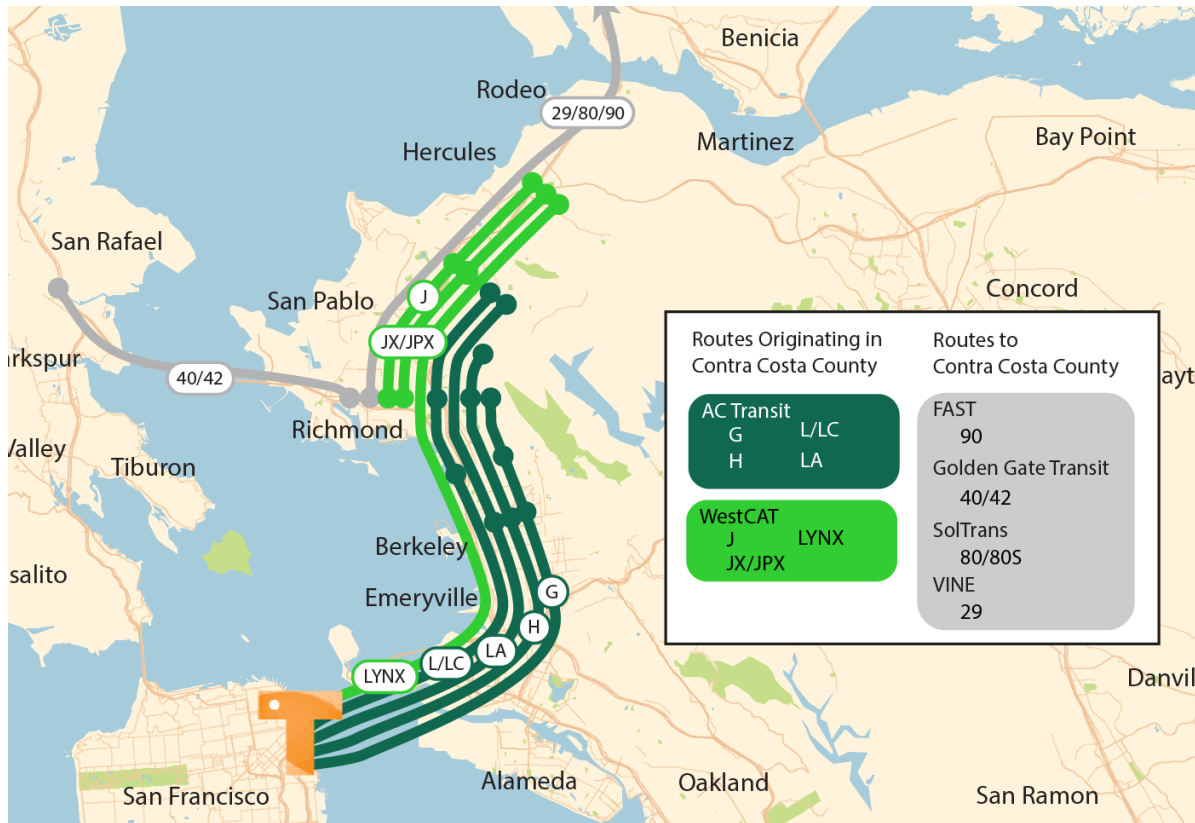 Benicia
Rodeo
29/80/90
Martinez
Bay Point
Hercules
San Rafael
Concord
San Pablo
J
JX/JPX
arkspur
40/42
Richmond
Valley
Tiburon
ayt
Berkeley
salito
Emeryville
G
H
LA
L/LC
LYNX
Danvil
San Francisco
Alameda
Oakland
San Ramon
Routes Originating in
Contra Costa County
AC Transit
G
L/LC
H
LA
WestCAT
J
LYNX
JX/JPX
Routes to
Contra Costa County
FAST
90
Golden Gate Transit
40/42
SolTrans
80/80S
VINE
29